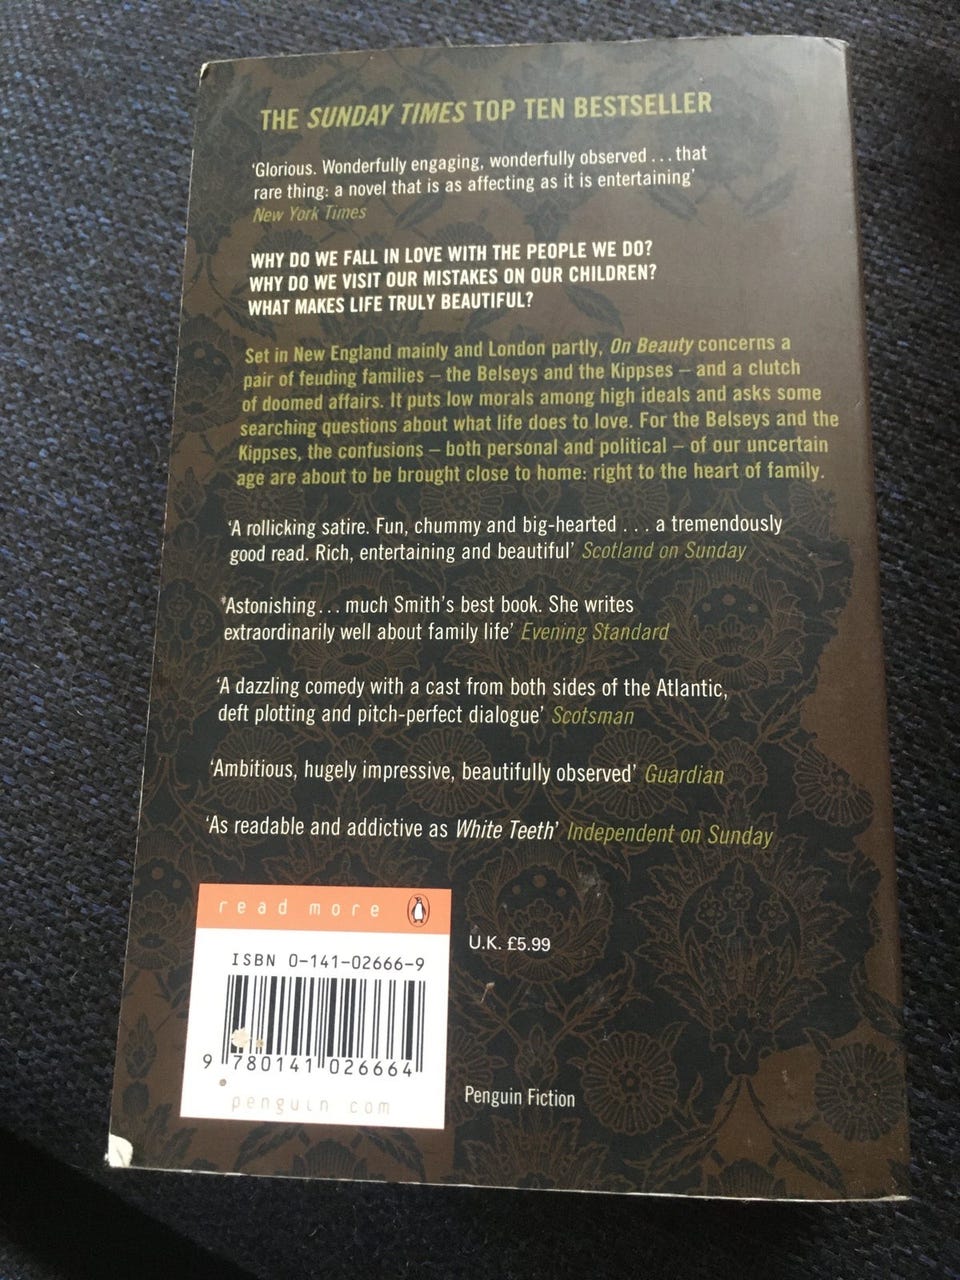 THE SUNDAY TIMES TOP TEN BESTSELLER
‘Glorious. Wonderfully engaging, wonderfully observed . . . that
rare thing: a novel that is as affecting as it is entertaining’
New York Times
WHY DO WE FALL IN LOVE WITH THE PEOPLE WE DO?
WHY DO WE VISIT OUR MISTAKES ON OUR CHILDREN?
WHAT MAKES LIFE TRULY BEAUTIFUL?
Set in New England mainly and London partly, On Beauty concerns a
pair of feuding families – the Belseys and the Kippses – and a clutch
of doomed affairs. It puts low morals among high ideals and asks some
searching questions about what life does to love. For the Belseys and the
Kippses, the confusions – both personal and political – of our uncertain
age are about to be brought close to home: right to the heart of family.
‘A rollicking satire. Fun, chummy and big-hearted . . . a tremendously
good read. Rich, entertaining and beautiful’ Scotland on Sunday
‘Astonishing . . . much Smith’s best book. She writes
extraordinarily well about family life’ Evening Standard
‘A dazzling comedy with a cast from both sides of the Atlantic,
deft plotting and pitch-perfect dialogue’ Scotsman
‘Ambitious, hugely impressive, beautifully observed’ Guardian
‘As readable and addictive as White Teeth’ Independent on Sunday
read more
U.K. £5.99
ISBN 0-141-02666-9
9 780141 026664
penguin.com
Penguin Fiction